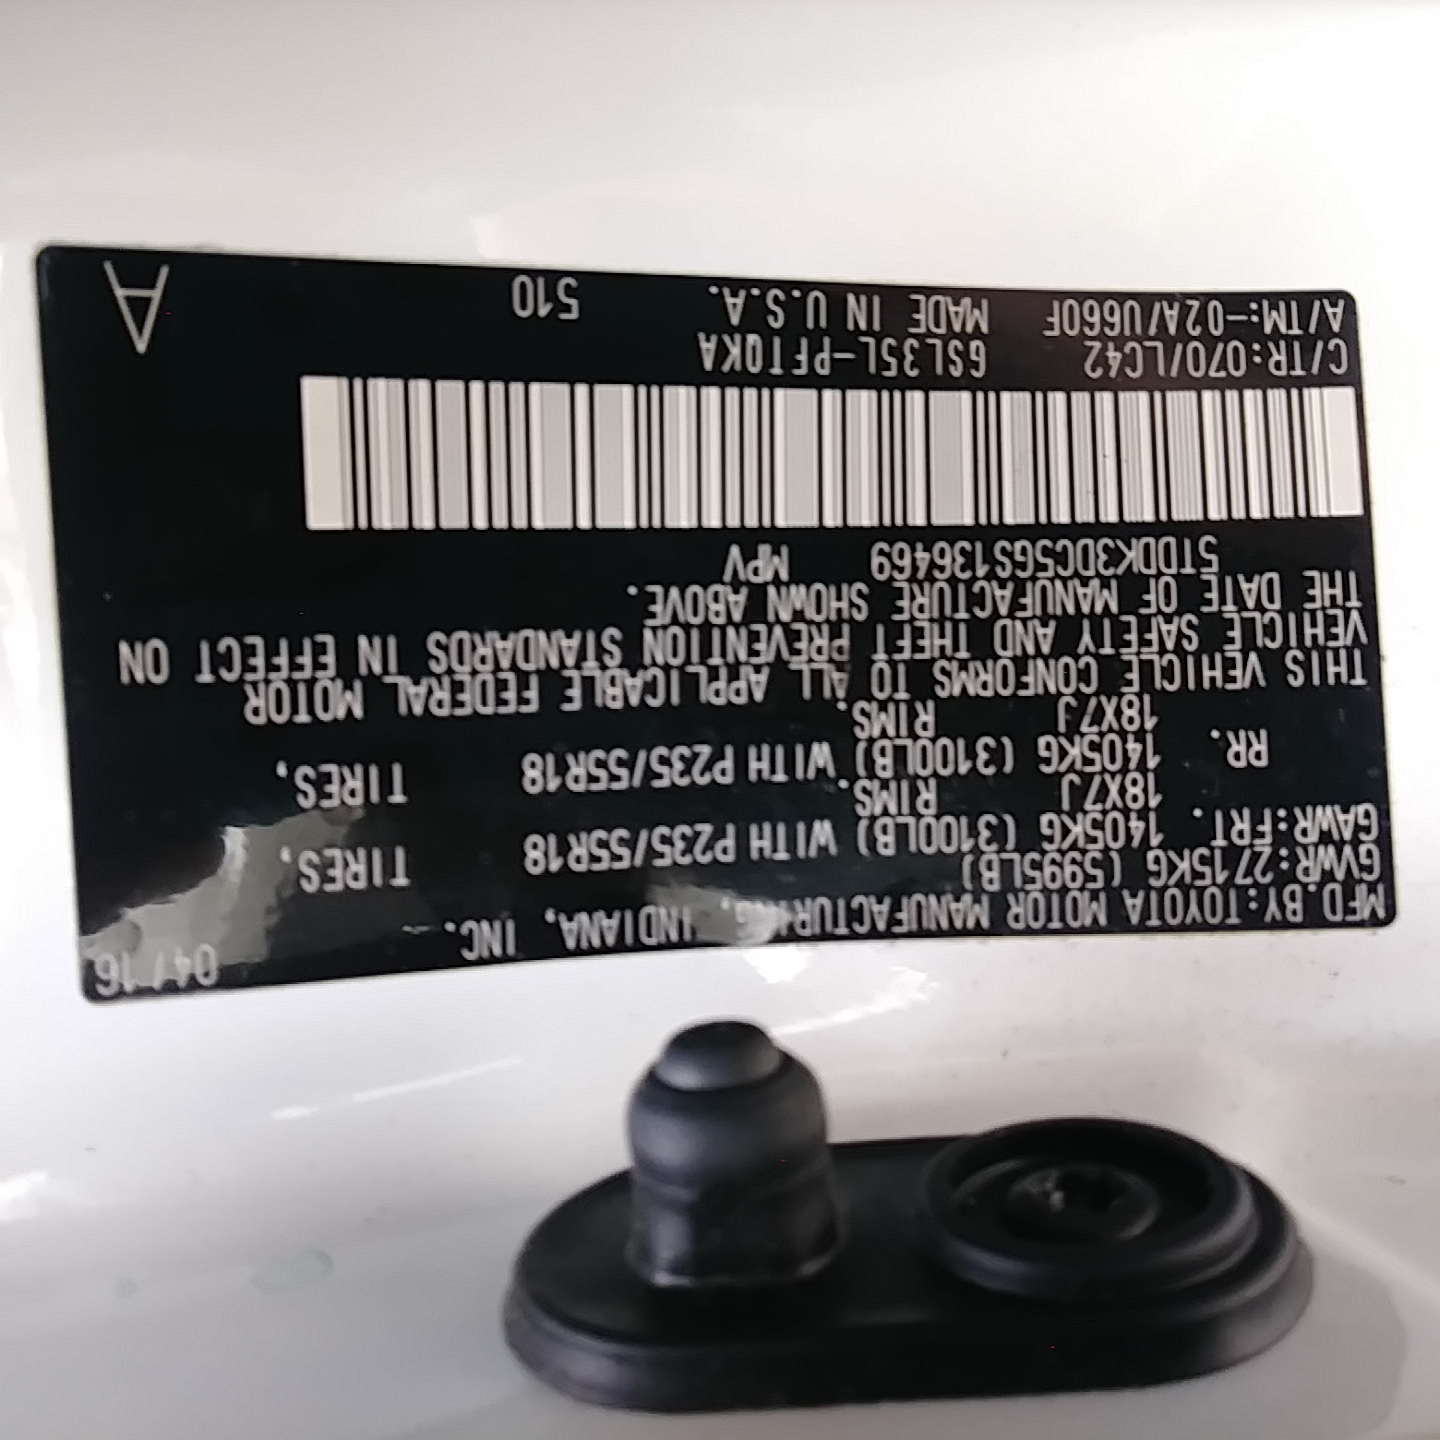 MFD.BY:TOYOTA MOTOR MANUFACTURING, INDIANA, INC. 04/16
GVWR:2715KG (5995LB)
GAWR:FRT. 1405KG (3100LB) WITH P235/55R18 TIRES,
18X7J RIMS.
RR. 1405KG (3100LB) WITH P235/55R18 TIRES,
18X7J RIMS.
THIS VEHICLE CONFORMS TO ALL APPLICABLE FEDERAL MOTOR
VEHICLE SAFETY AND THEFT PREVENTION STANDARDS IN EFFECT ON
THE DATE OF MANUFACTURE SHOWN ABOVE.
5TDDK3DC5GS136469 MPV
C/TR:070/LC42 GSL35L-PFTQKA
A/TM:-02A/U660F MADE IN U.S.A. 510 A